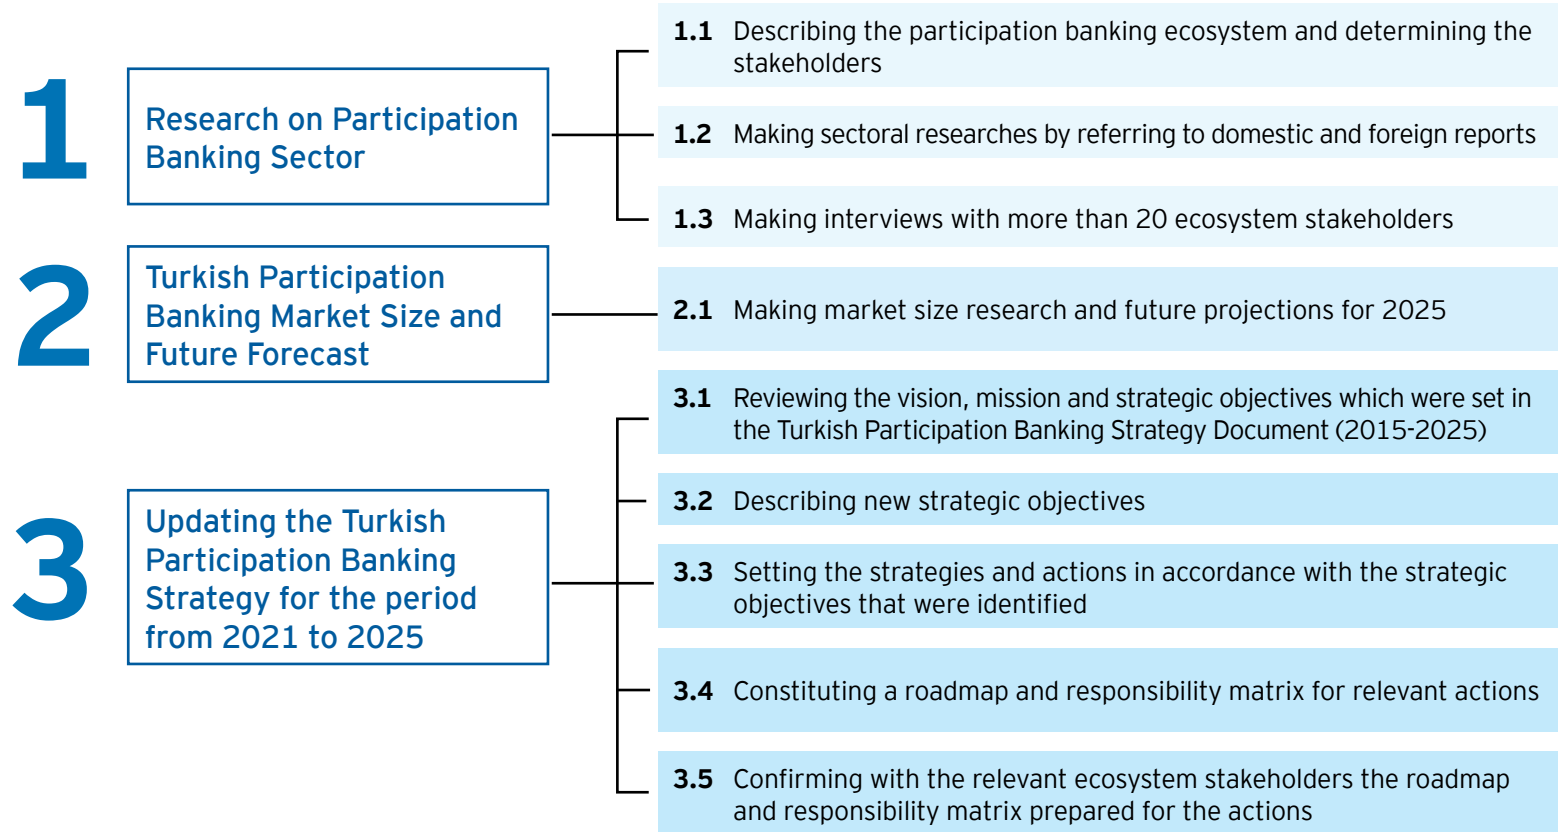 1
Research on Participation
Banking Sector
1.1 Describing the participation banking ecosystem and determining the
stakeholders
1.2 Making sectoral researches by referring to domestic and foreign reports
1.3 Making interviews with more than 20 ecosystem stakeholders
2
Turkish Participation
Banking Market Size and
Future Forecast
2.1 Making market size research and future projections for 2025
3
Updating the Turkish
Participation Banking
Strategy for the period
from 2021 to 2025
3.1 Reviewing the vision, mission and strategic objectives which were set in
the Turkish Participation Banking Strategy Document (2015-2025)
3.2 Describing new strategic objectives
3.3 Setting the strategies and actions in accordance with the strategic
objectives that were identified
3.4 Constituting a roadmap and responsibility matrix for relevant actions
3.5 Confirming with the relevant ecosystem stakeholders the roadmap
and responsibility matrix prepared for the actions